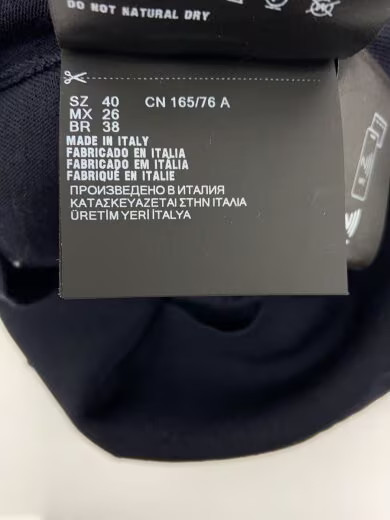 DO NOT NATURAL DRY
SZ 40 CN 165/76 A
MX 26
BR 38
MADE IN ITALY
FABRICADO EN ITALIA
FABRICADO EM ITÁLIA
FABRIQUÉ EN ITALIE
ПРОИЗВЕДЕНО В ИТАЛИЯ
ΚΑΤΑΣΚΕΥΑΖΕΤΑΙ ΣΤΗΝ ΙΤΑΛΙΑ
ÜRETİM YERİ İTALYA